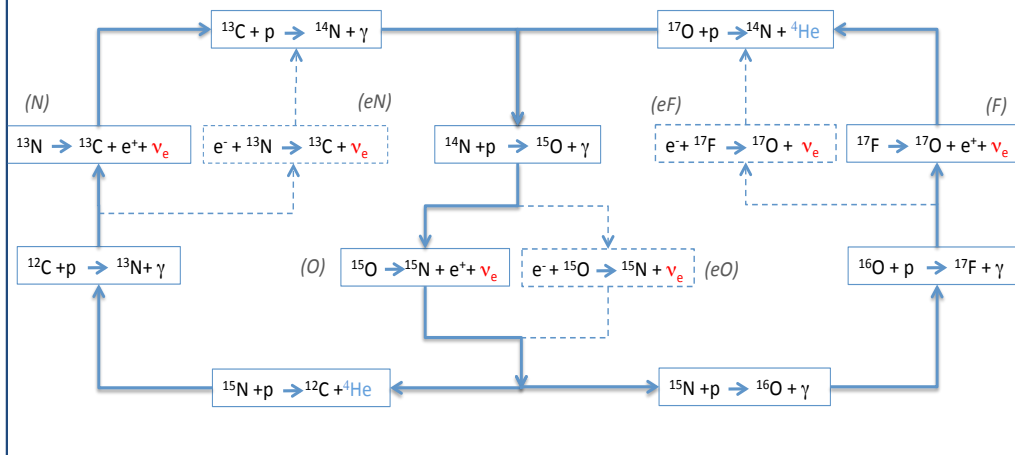 ¹³C + p → ¹⁴N + γ
¹⁷O +p → ¹⁴N + ⁴He
(N)
(eN)
(eF)
(F)
¹³N → ¹³C + e⁺+ νₑ
e⁻ + ¹³N → ¹³C + νₑ
¹⁴N +p → ¹⁵O + γ
e⁻+ ¹⁷F → ¹⁷O + νₑ
¹⁷F → ¹⁷O + e⁺+ νₑ
¹²C +p → ¹³N+ γ
(O)
¹⁵O → ¹⁵N + e⁺+ νₑ
e⁻+ ¹⁵O → ¹⁵N + νₑ
(eO)
¹⁶O + p → ¹⁷F + γ
¹⁵N +p → ¹²C +⁴He
¹⁵N +p → ¹⁶O + γ